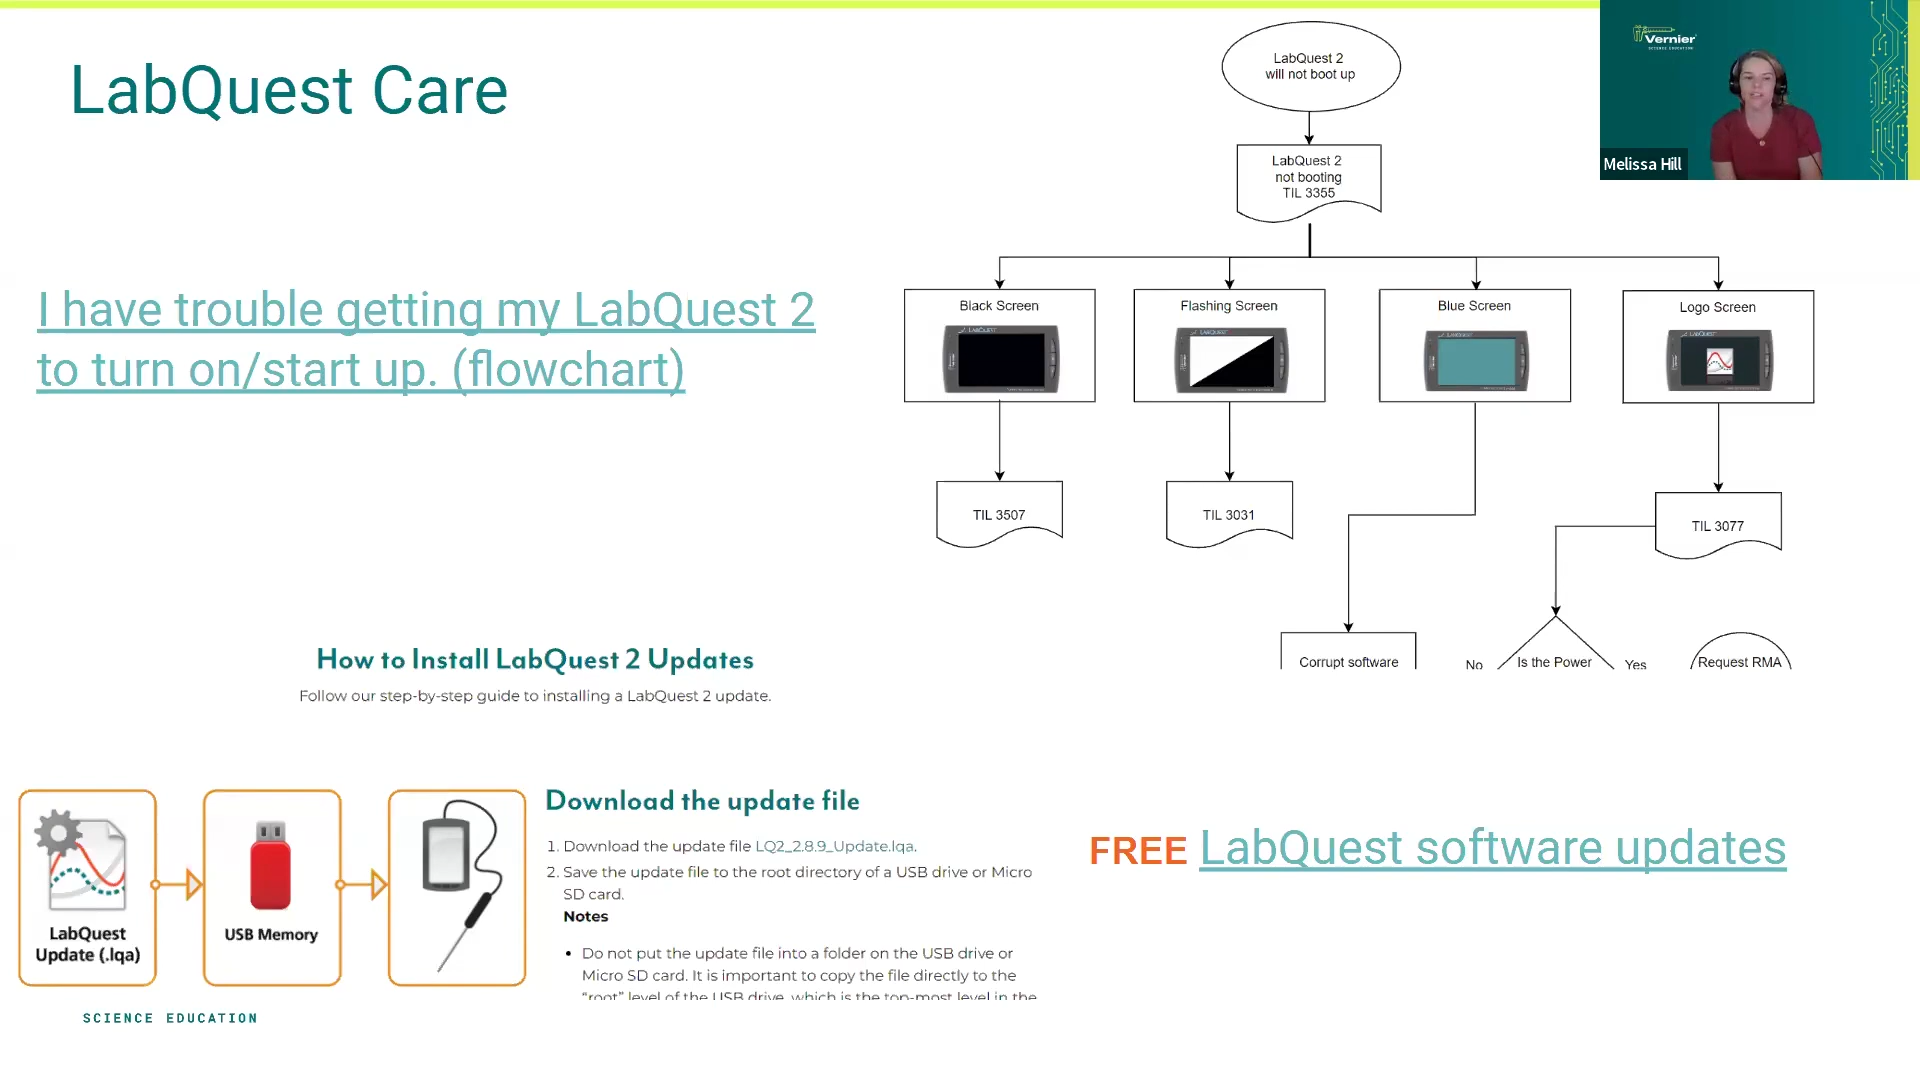 LabQuest Care
I have trouble getting my LabQuest 2
to turn on/start up. (flowchart)
LabQuest 2
will not boot up
LabQuest 2
not booting
TIL 3355
Black Screen
Flashing Screen
Blue Screen
Logo Screen
TIL 3507
TIL 3031
TIL 3077
Corrupt software
No
Is the Power
Yes
Request RMA
Vernier
SCIENCE EDUCATION
Melissa Hill
How to Install LabQuest 2 Updates
Follow our step-by-step guide to installing a LabQuest 2 update.
LabQuest
Update (.lqa)
USB Memory
Download the update file
1. Download the update file LQ2_2.8.9_Update.lqa.
2. Save the update file to the root directory of a USB drive or Micro
SD card.
Notes
• Do not put the update file into a folder on the USB drive or
Micro SD card. It is important to copy the file directly to the
“root” level of the USB drive, which is the top-most level in the
FREE LabQuest software updates
SCIENCE EDUCATION